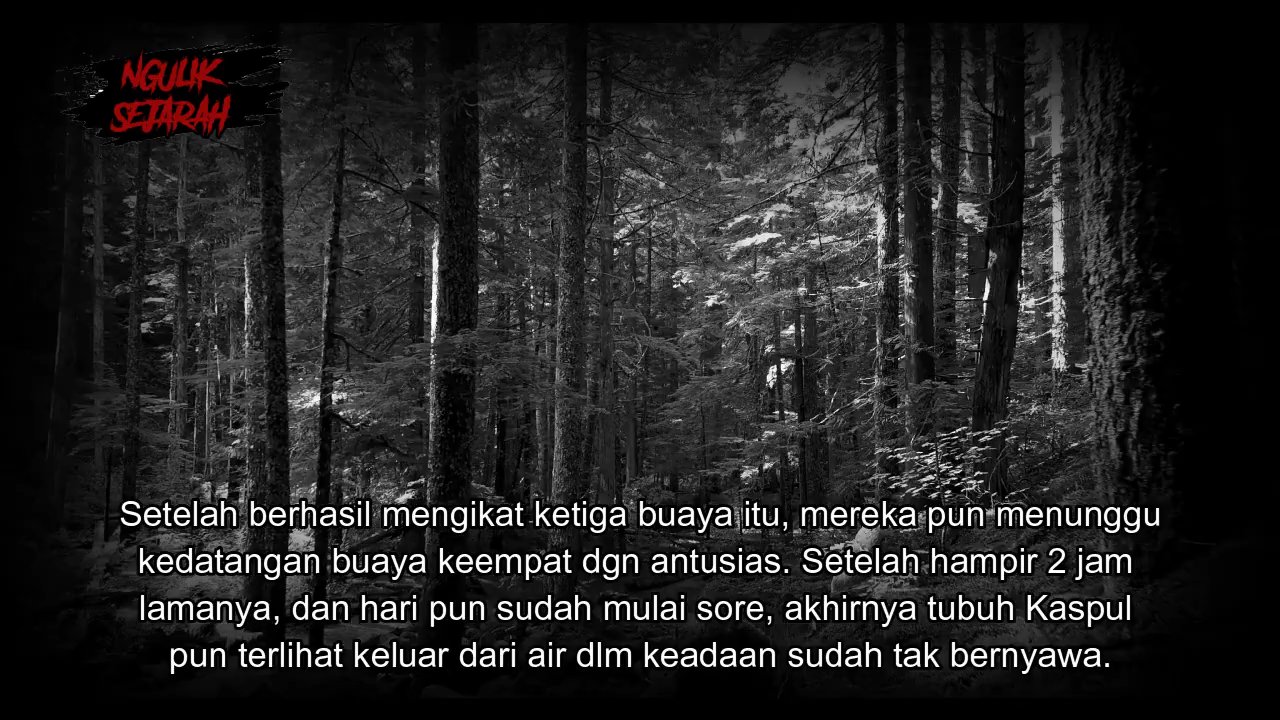 NGULIK
SEJARAH
Setelah berhasil mengikat ketiga buaya itu, mereka pun menunggu
kedatangan buaya keempat dgn antusias. Setelah hampir 2 jam
lamanya, dan hari pun sudah mulai sore, akhirnya tubuh Kaspul
pun terlihat keluar dari air dlm keadaan sudah tak bernyawa.